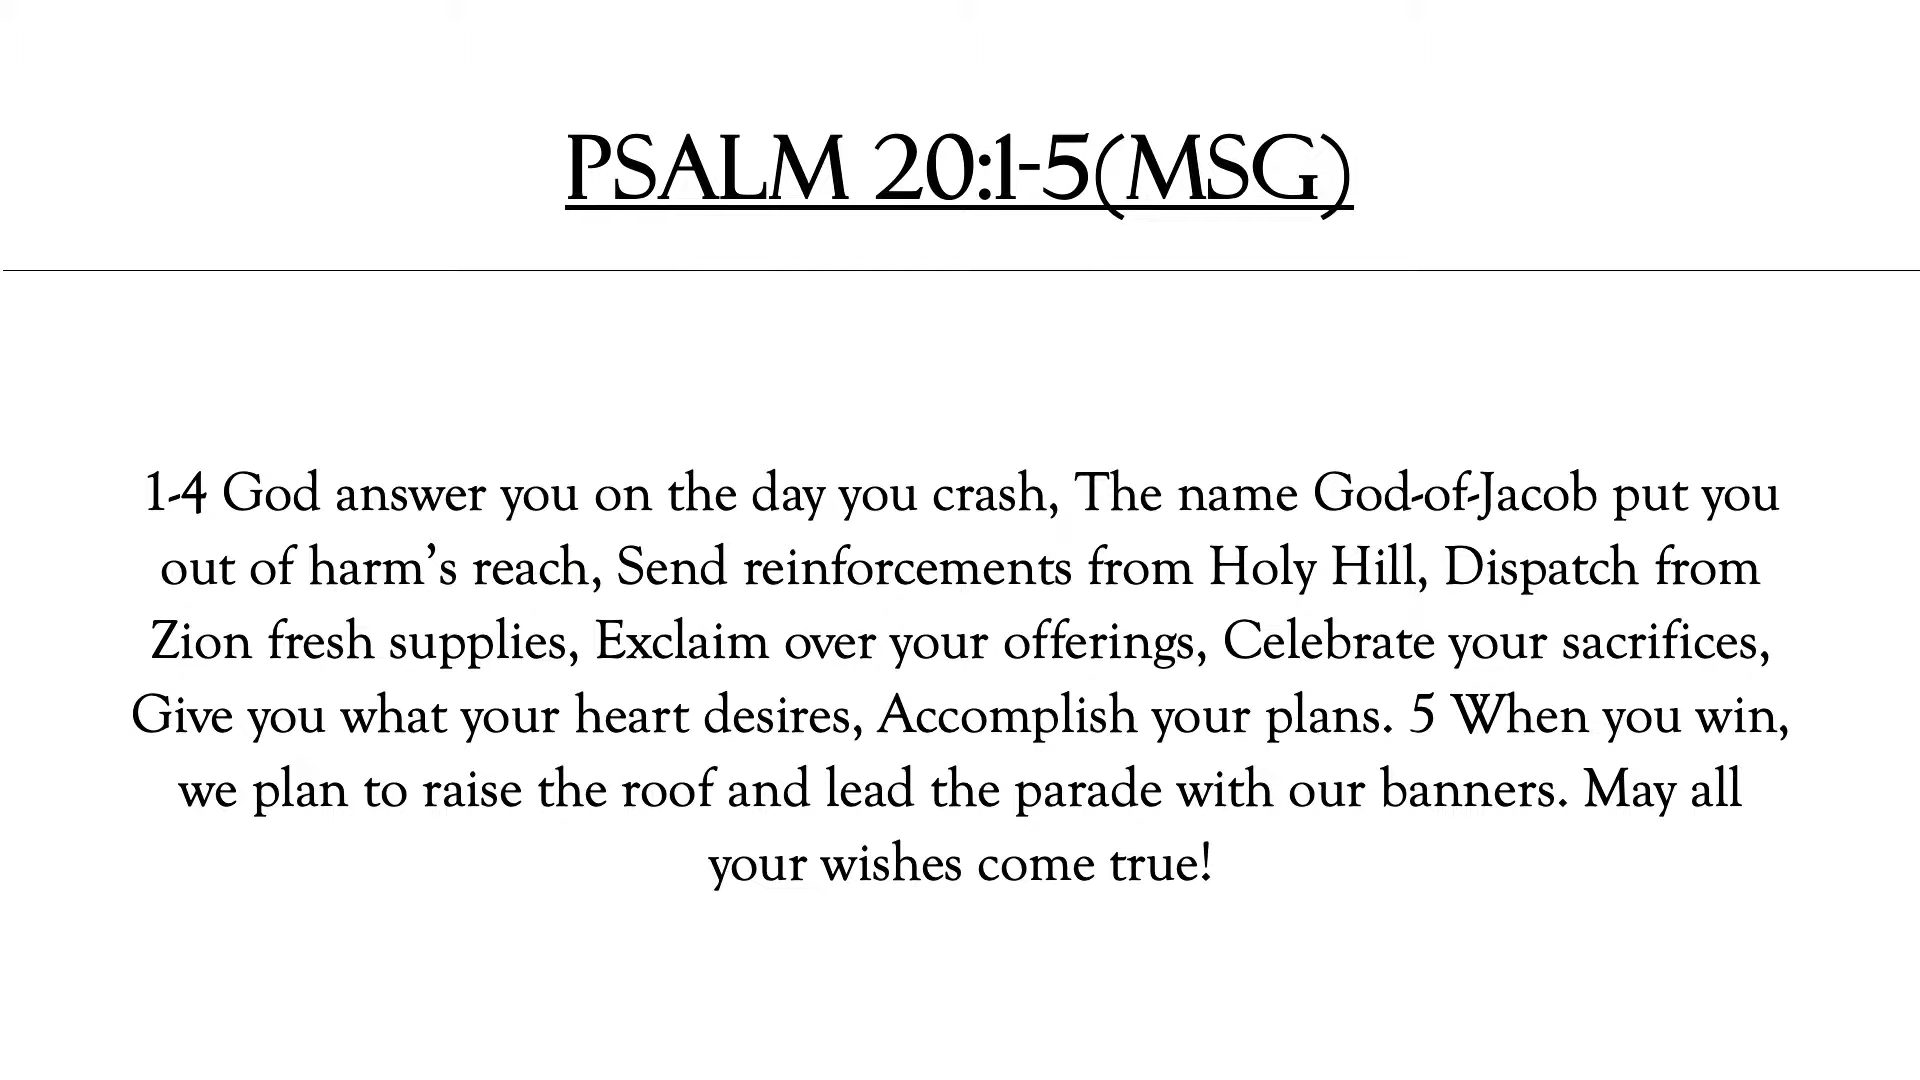 PSALM 20:1-5(MSG)
1-4 God answer you on the day you crash, The name God-of-Jacob put you
out of harm’s reach, Send reinforcements from Holy Hill, Dispatch from
Zion fresh supplies, Exclaim over your offerings, Celebrate your sacrifices,
Give you what your heart desires, Accomplish your plans. 5 When you win,
we plan to raise the roof and lead the parade with our banners. May all
your wishes come true!